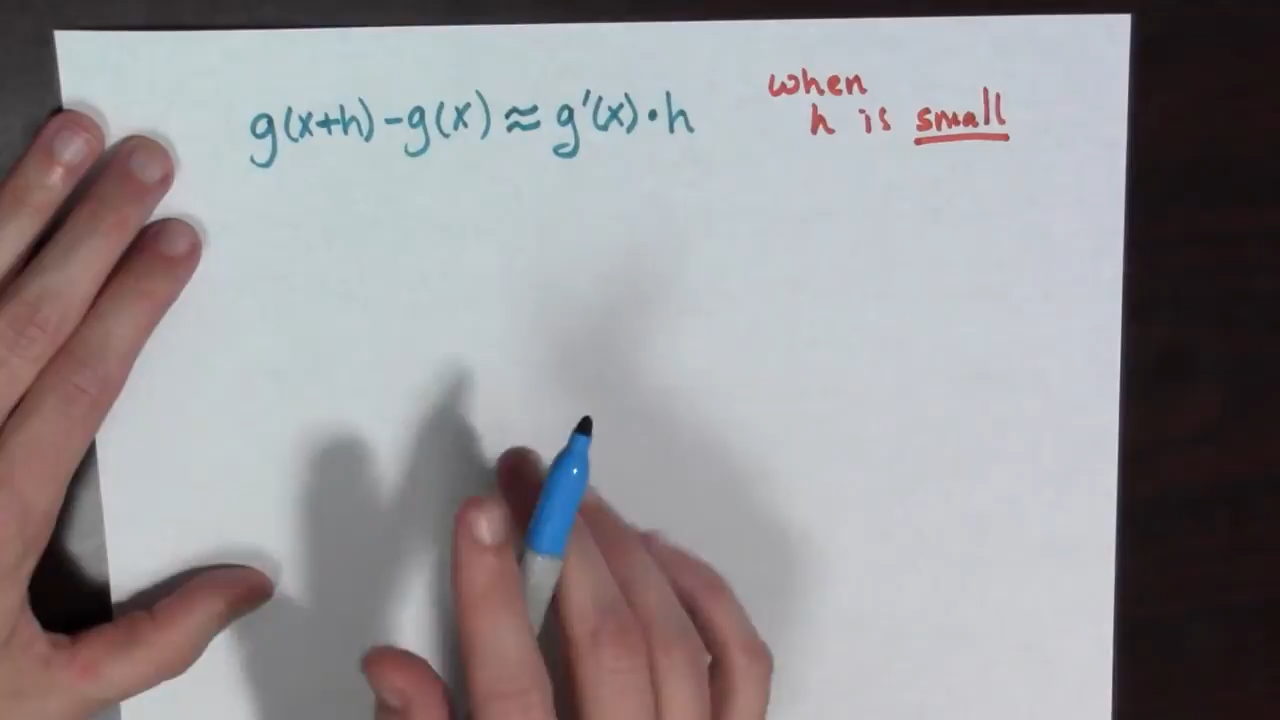 g(x+h)-g(x) ≈ g'(x)·h
when
h is small